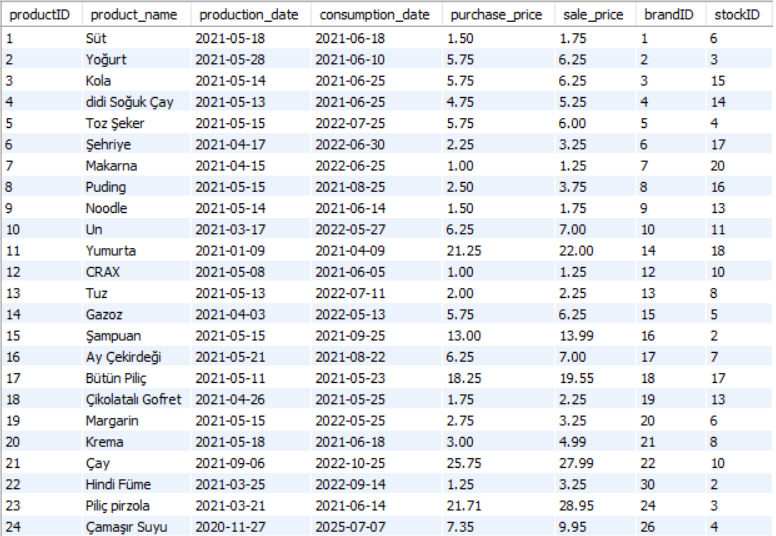 productID product_name production_date consumption_date purchase_price sale_price brandID stockID
1 Süt 2021-05-18 2021-06-18 1.50 1.75 1 6
2 Yoğurt 2021-05-28 2021-06-10 5.75 6.25 2 3
3 Kola 2021-05-14 2021-06-25 5.75 6.25 3 15
4 didi Soğuk Çay 2021-05-13 2021-06-25 4.75 5.25 4 14
5 Toz Şeker 2021-05-15 2022-07-25 5.75 6.00 5 4
6 Şehriye 2021-04-17 2022-06-30 2.25 3.25 6 17
7 Makarna 2021-04-15 2022-06-25 1.00 1.25 7 20
8 Puding 2021-05-15 2021-08-25 2.50 3.75 8 16
9 Noodle 2021-05-14 2021-06-14 1.50 1.75 9 13
10 Un 2021-03-17 2022-05-27 6.25 7.00 10 11
11 Yumurta 2021-01-09 2021-04-09 21.25 22.00 14 18
12 CRAX 2021-05-08 2021-06-05 1.00 1.25 12 10
13 Tuz 2021-05-13 2022-07-11 2.00 2.25 13 8
14 Gazoz 2021-04-03 2022-05-13 5.75 6.25 15 5
15 Şampuan 2021-05-15 2021-09-25 13.00 13.99 16 2
16 Ay Çekirdeği 2021-05-21 2021-08-22 6.25 7.00 17 7
17 Bütün Piliç 2021-05-11 2021-05-23 18.25 19.55 18 17
18 Çikolatalı Gofret 2021-04-26 2021-05-25 1.75 2.25 19 13
19 Margarin 2021-05-15 2022-05-25 2.75 3.25 20 6
20 Krema 2021-05-18 2021-06-18 3.00 4.99 21 8
21 Çay 2021-09-06 2022-10-25 25.75 27.99 22 10
22 Hindi Füme 2021-03-25 2022-09-14 1.25 3.25 30 2
23 Piliç pirzola 2021-03-21 2021-06-14 21.71 28.95 24 3
24 Çamaşır Suyu 2020-11-27 2025-07-07 7.35 9.95 26 4